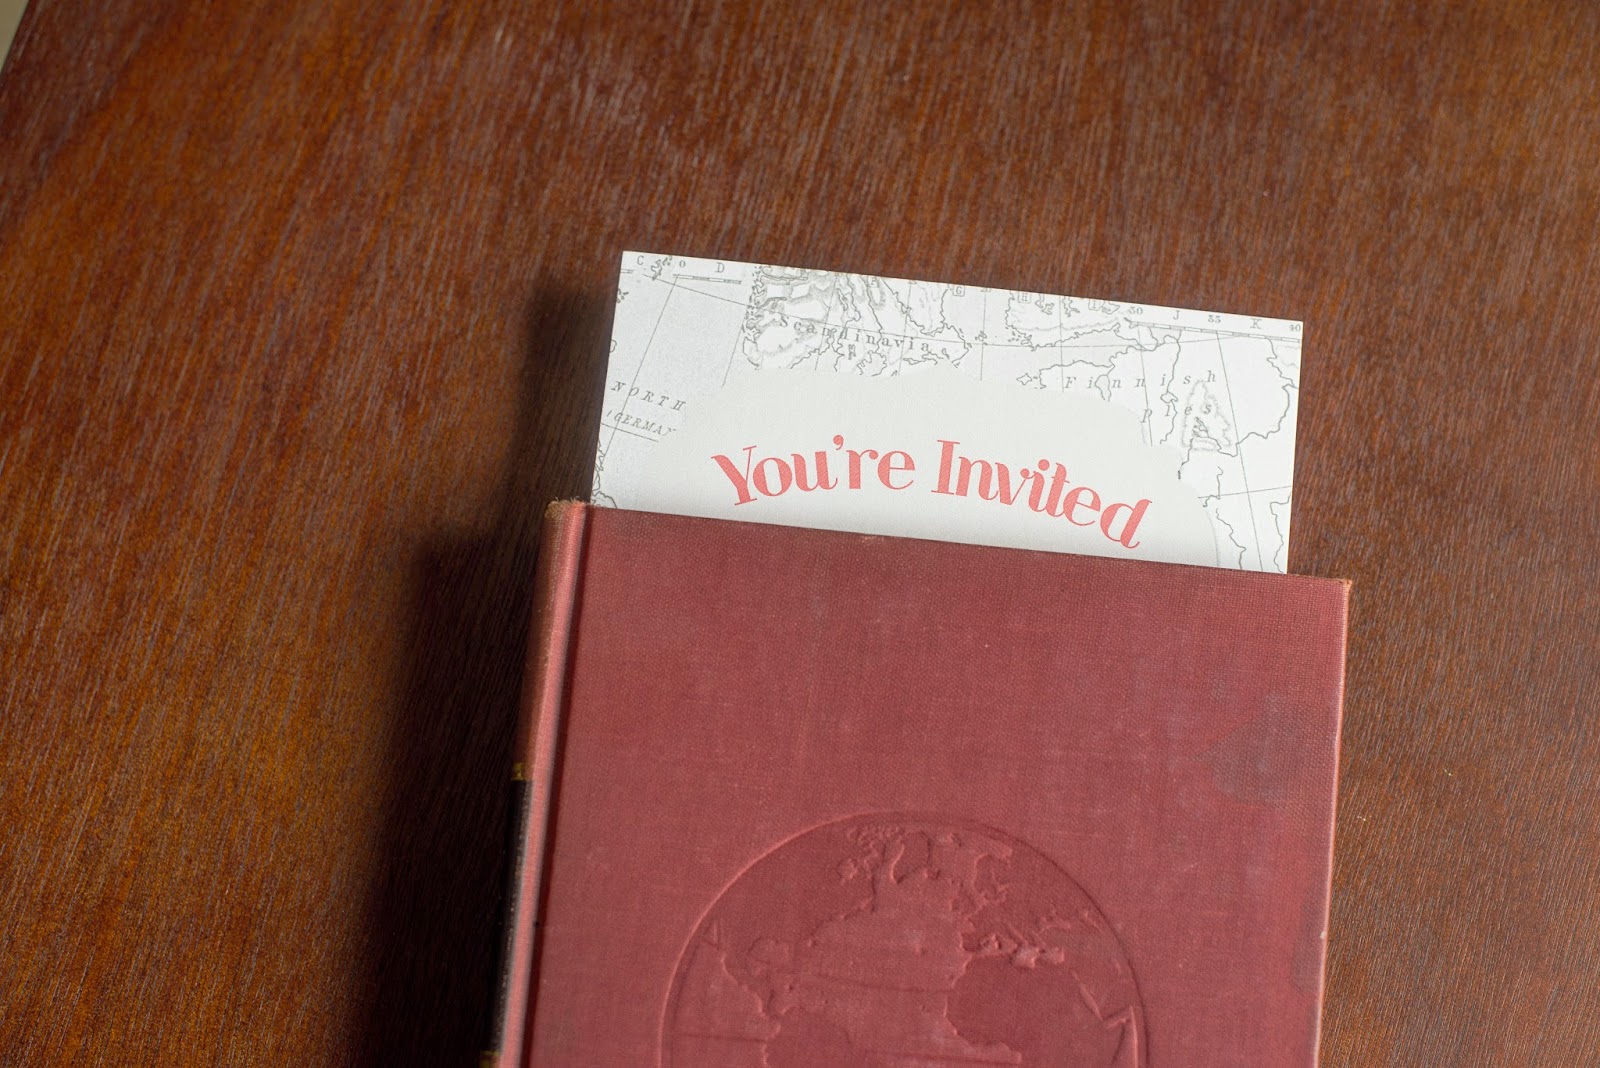 C O D
30 J 35 K 40
Scandinavia
Finnish
NORTH
GERMAN
You're Invited